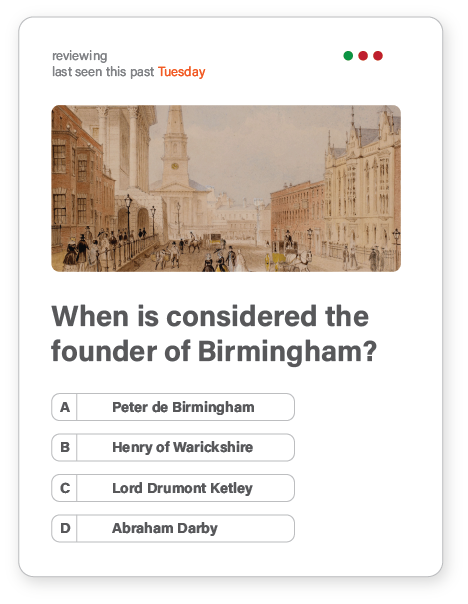 reviewing
last seen this past Tuesday
When is considered the
founder of Birmingham?
A Peter de Birmingham
B Henry of Warickshire
C Lord Drumont Ketley
D Abraham Darby